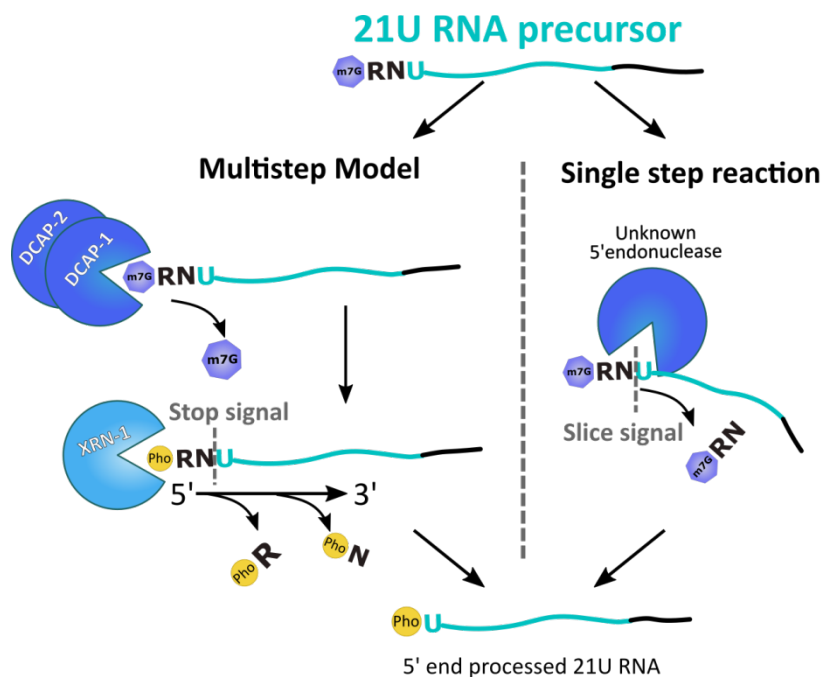 21U RNA precursor
m7G RNU
Multistep Model
Single step reaction
DCAP-2
DCAP-1
m7G RNU
m7G
Unknown
5'endonuclease
m7G RNU
Slice signal
m7G RN
Stop signal
XRN-1
Pho RNU
5' 3'
Pho R
Pho N
Pho U
5' end processed 21U RNA